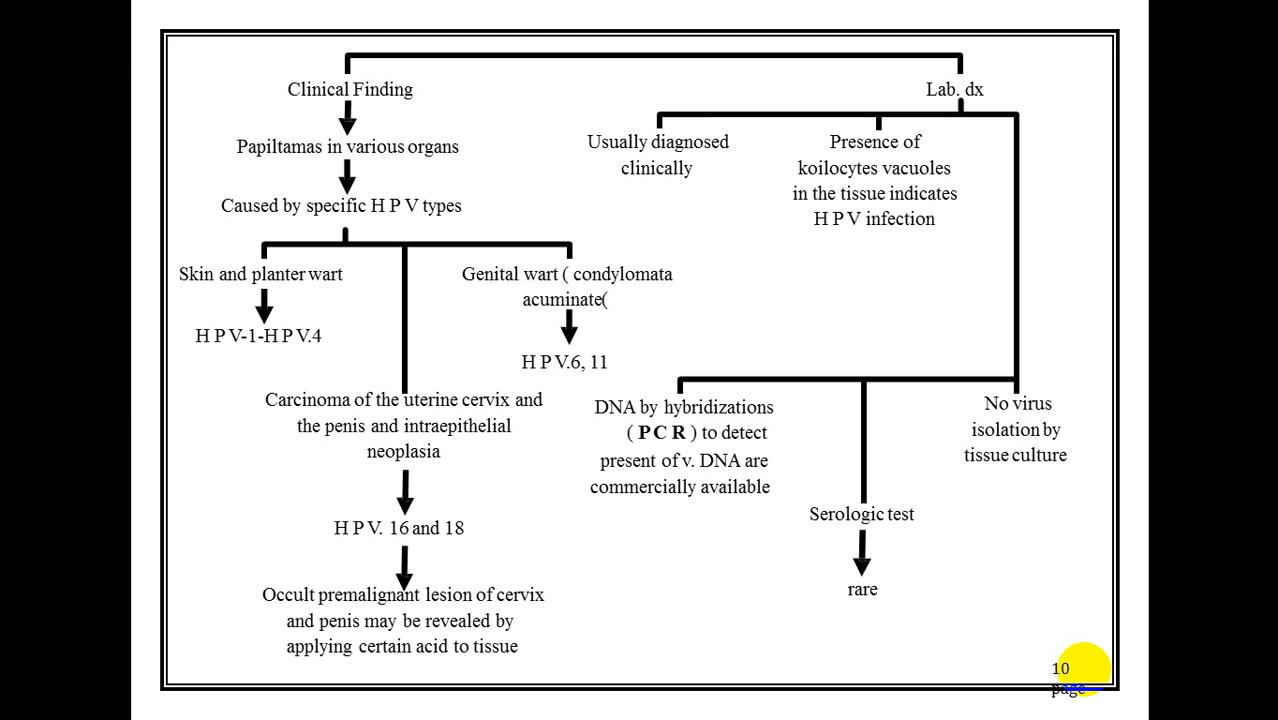 Clinical Finding
Lab. dx
Papiltamas in various organs
Caused by specific H P V types
Skin and planter wart
H P V-1-H P V.4
Genital wart ( condylomata
acuminate(
H P V.6, 11
Carcinoma of the uterine cervix and
the penis and intraepithelial
neoplasia
H P V. 16 and 18
Occult premalignant lesion of cervix
and penis may be revealed by
applying certain acid to tissue
Usually diagnosed
clinically
Presence of
koilocytes vacuoles
in the tissue indicates
H P V infection
DNA by hybridizations
( P C R ) to detect
present of v. DNA are
commercially available
Serologic test
rare
No virus
isolation by
tissue culture
10
page